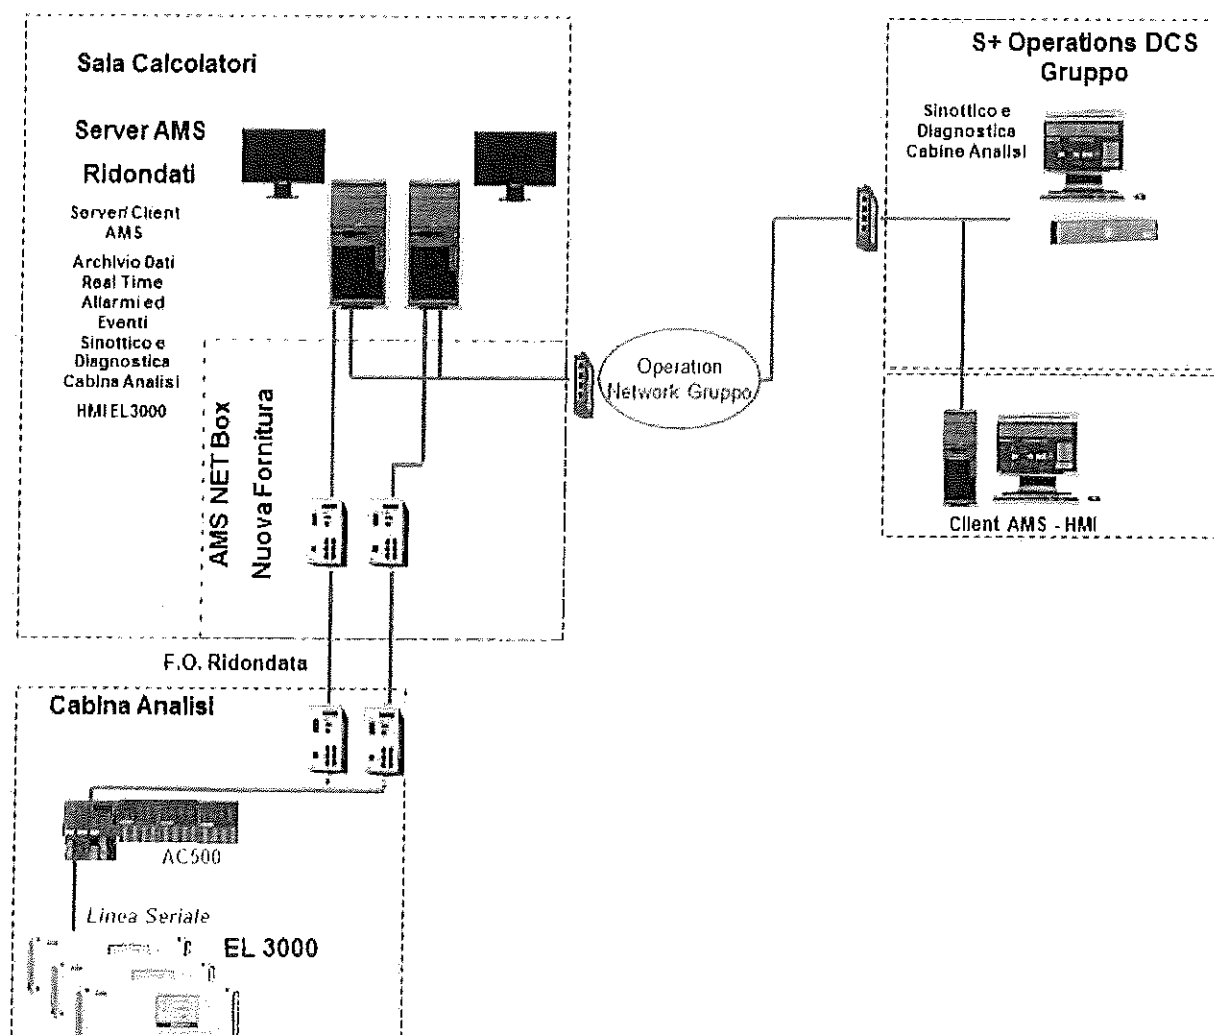 Sala Calcolatori
Server AMS
Ridondati
Server/Client
AMS
Archivio Dati
Real Time
Allarmi ed
Eventi
Sinottico e
Diagnostica
Cabina Analisi
HMI EL3000
AMS NET Box
Nuova Fornitura
Operation
Network Gruppo
S+ Operations DCS
Gruppo
Sinottico e
Diagnostica
Cabine Analisi
Client AMS - HMI
F.O. Ridondata
Cabina Analisi
AC500
Linea Seriale
EL 3000